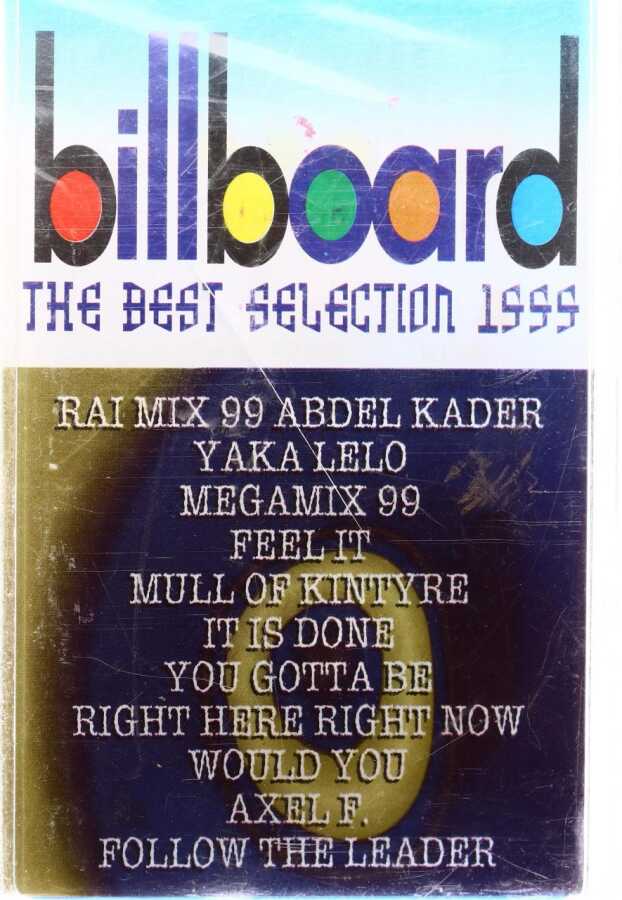 billboard
THE BEST SELECTION 1999
RAI MIX 99 ABDEL KADER
YAKA LELO
MEGAMIX 99
FEEL IT
MULL OF KINTYRE
IT IS DONE
YOU GOTTA BE
RIGHT HERE RIGHT NOW
WOULD YOU
AXEL F.
FOLLOW THE LEADER